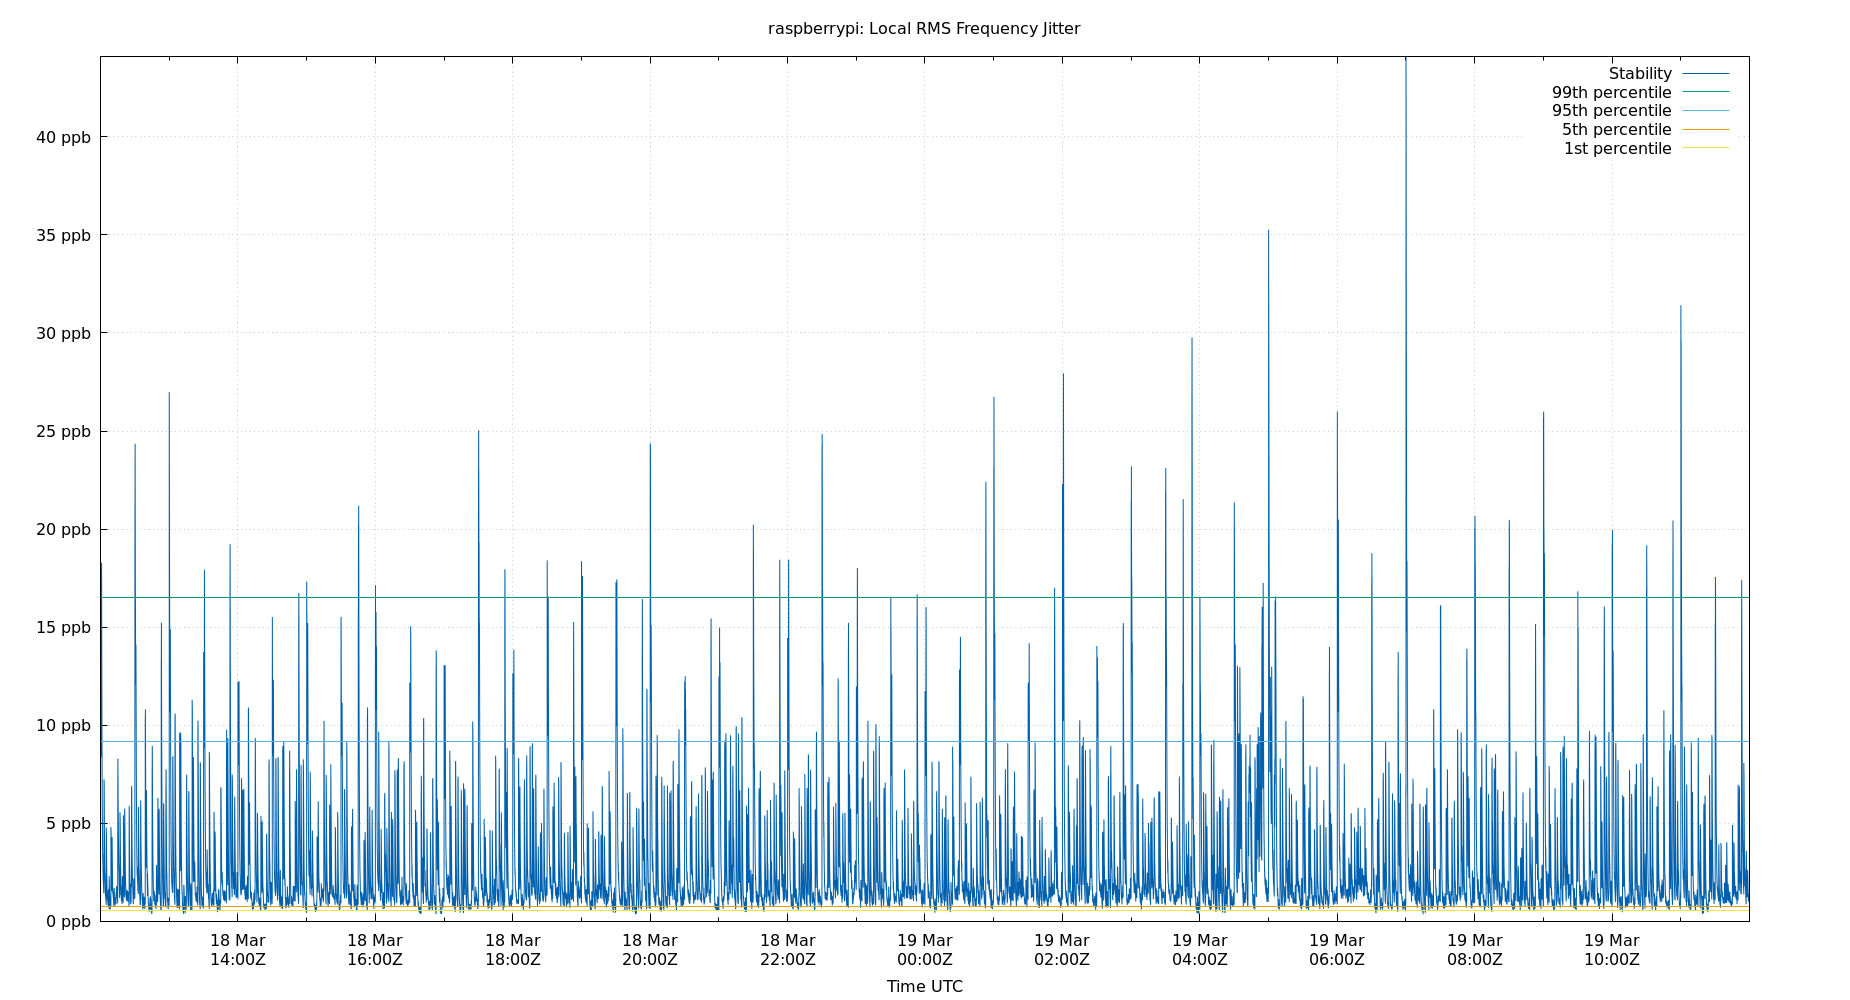 raspberrypi: Local RMS Frequency Jitter
Stability
99th percentile
95th percentile
5th percentile
1st percentile
40 ppb
35 ppb
30 ppb
25 ppb
20 ppb
15 ppb
10 ppb
5 ppb
0 ppb
18 Mar 18 Mar 18 Mar 18 Mar 18 Mar 19 Mar 19 Mar 19 Mar 19 Mar 19 Mar 19 Mar
14:00Z 16:00Z 18:00Z 20:00Z 22:00Z 00:00Z 02:00Z 04:00Z 06:00Z 08:00Z 10:00Z
Time UTC